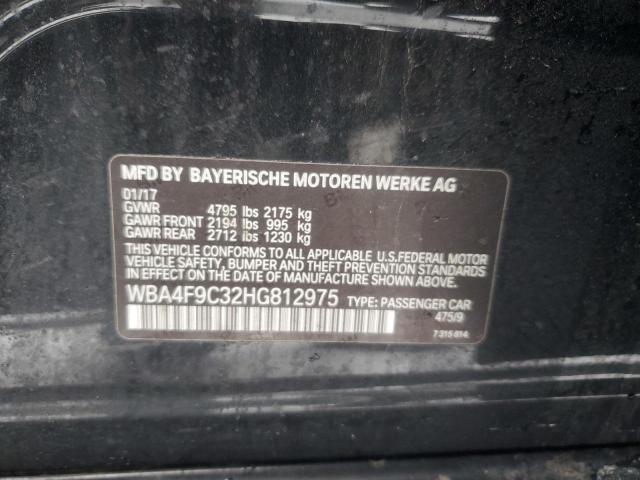 MFD BY BAYERISCHE MOTOREN WERKE AG
01/17
GVWR 4795 lbs 2175 kg
GAWR FRONT 2194 lbs 995 kg
GAWR REAR 2712 lbs 1230 kg
THIS VEHICLE CONFORMS TO ALL APPLICABLE U.S.FEDERAL MOTOR
VEHICLE SAFETY, BUMPER, AND THEFT PREVENTION STANDARDS
IN EFFECT ON THE DATE OF MANUFACTURE SHOWN ABOVE.
WBA4F9C32HG812975 TYPE: PASSENGER CAR
475/9
7 315 814